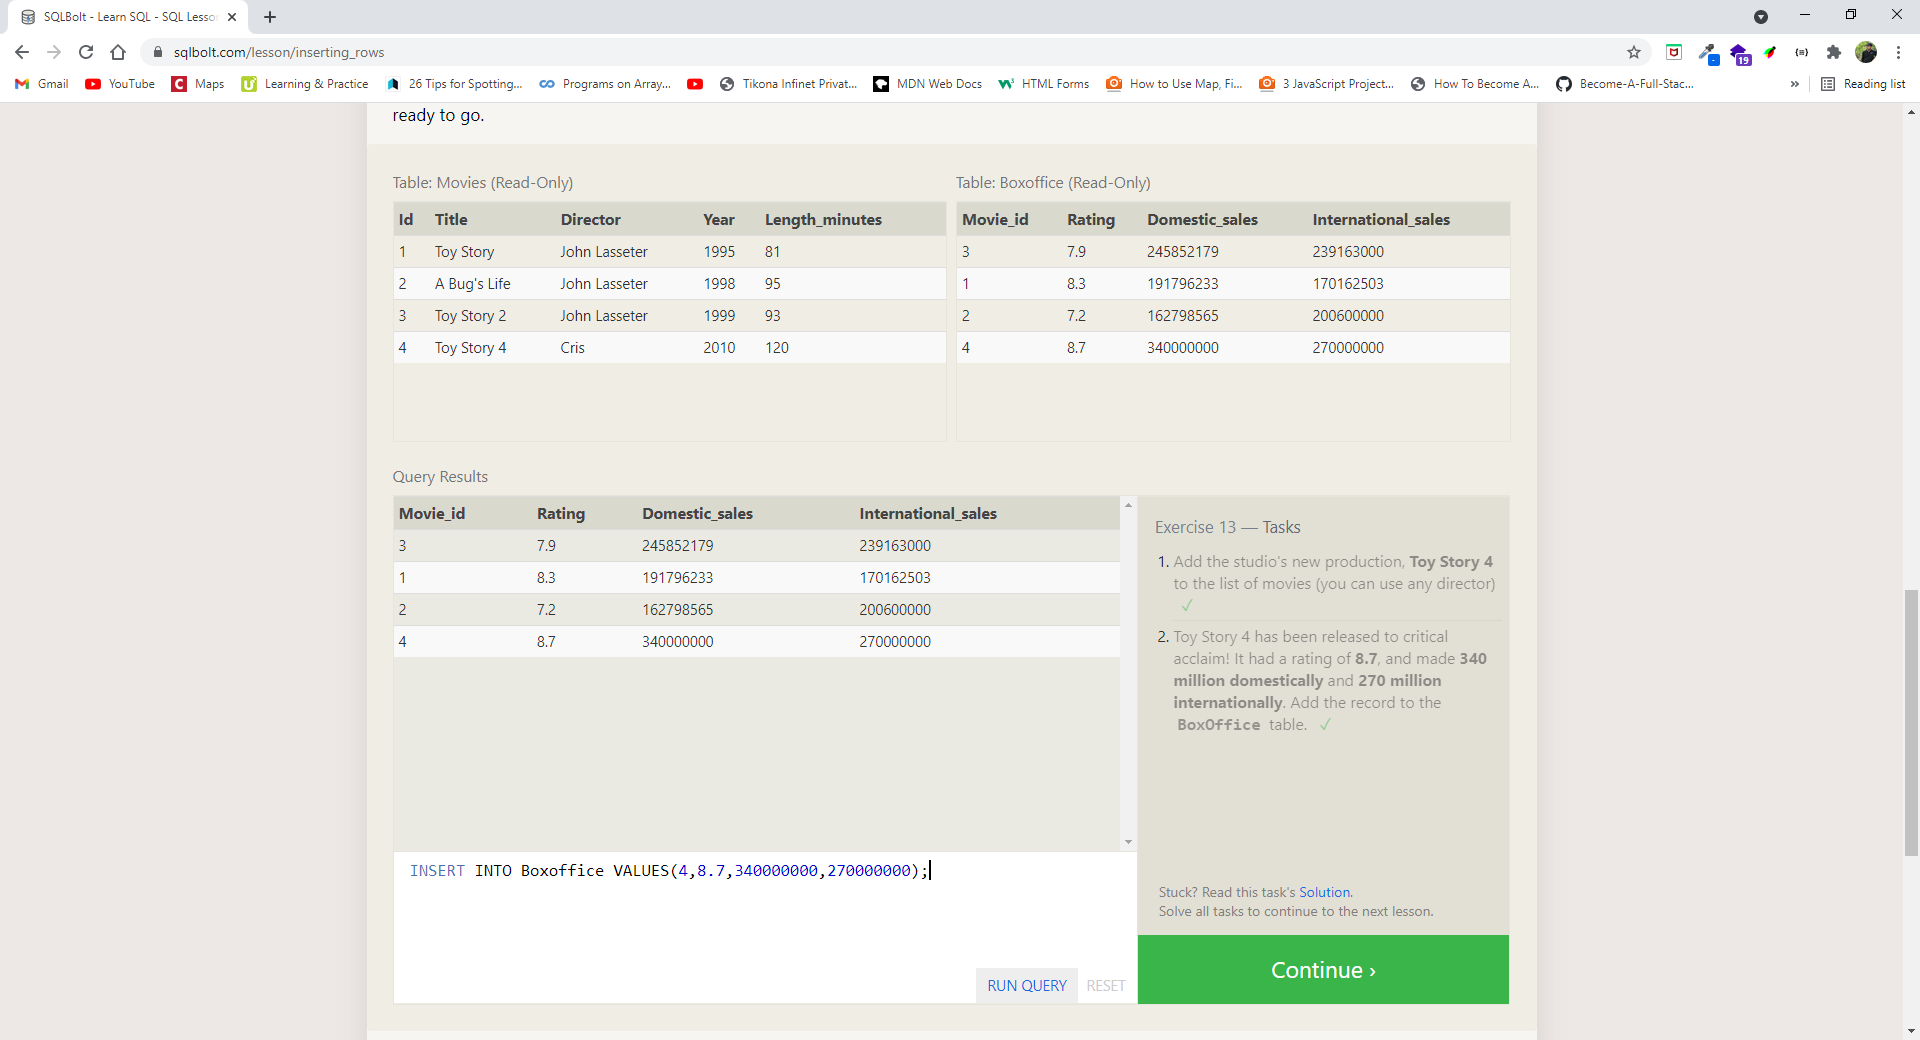 SQLBolt - Learn SQL - SQL Lesso
sqlbolt.com/lesson/inserting_rows
19
Gmail YouTube Maps Learning & Practice 26 Tips for Spotting... Programs on Array,... Tikona Infinet Privat... MDN Web Docs HTML Forms How to Use Map, Fi... 3 JavaScript Project... How To Become A... Become-A-Full-Stac... » Reading list
ready to go.
Table: Movies (Read-Only)
Id Title Director Year Length_minutes
1 Toy Story John Lasseter 1995 81
2 A Bug's Life John Lasseter 1998 95
3 Toy Story 2 John Lasseter 1999 93
4 Toy Story 4 Cris 2010 120
Table: Boxoffice (Read-Only)
Movie_id Rating Domestic_sales International_sales
3 7.9 245852179 239163000
1 8.3 191796233 170162503
2 7.2 162798565 200600000
4 8.7 340000000 270000000
Query Results
Movie_id Rating Domestic_sales International_sales
3 7.9 245852179 239163000
1 8.3 191796233 170162503
2 7.2 162798565 200600000
4 8.7 340000000 270000000
INSERT INTO Boxoffice VALUES(4,8.7,340000000,270000000);
RUN QUERY RESET
Exercise 13 — Tasks
1. Add the studio's new production, Toy Story 4
to the list of movies (you can use any director)
✓
2. Toy Story 4 has been released to critical
acclaim! It had a rating of 8.7, and made 340
million domestically and 270 million
internationally. Add the record to the
BoxOffice table. ✓
Stuck? Read this task's Solution.
Solve all tasks to continue to the next lesson.
Continue ›